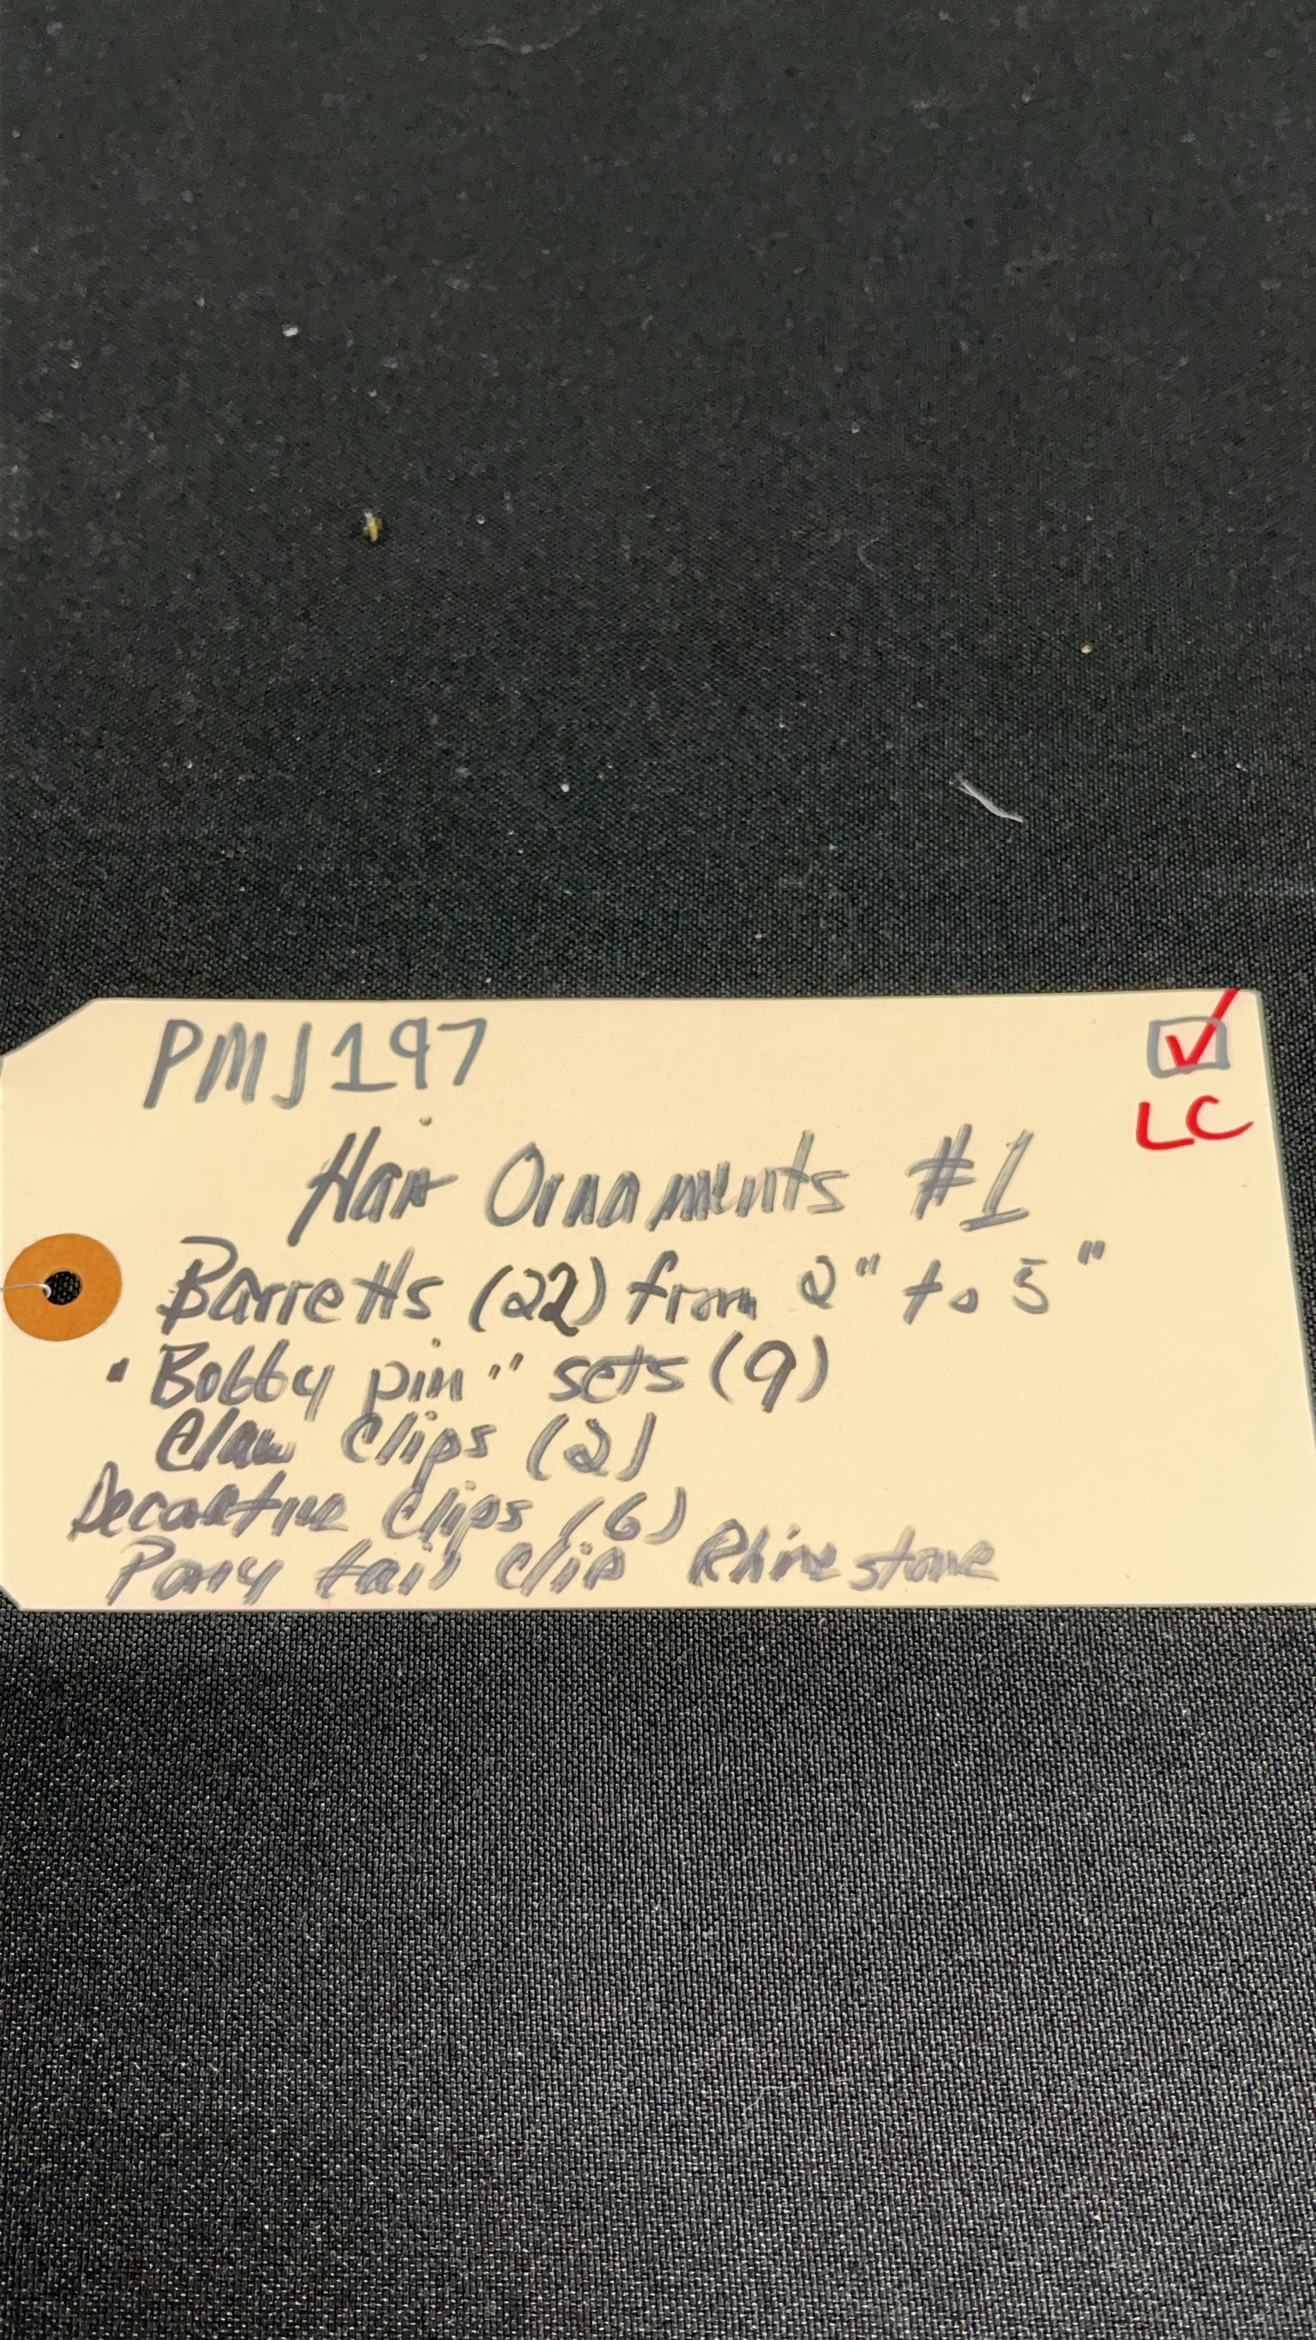 PMJ197
LC
Hair Ornaments #1
Barretts (22) from 2" to 5"
"Bobby pin" sets (9)
Claw Clips (2)
Decorative Clips (6)
Pony tail clip Rhinestone